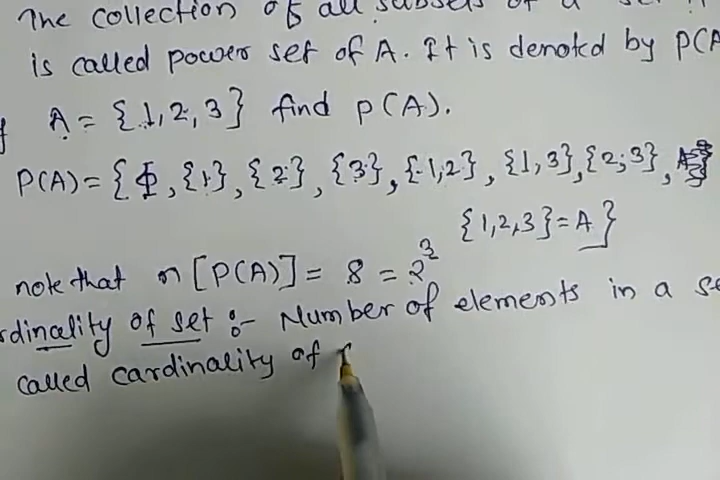 The collection of all subsets of a set
is called power set of A. It is denoted by P(A
A = {1, 2, 3} find p(A).
P(A) = {Φ, {1}, {2}, {3}, {1,2}, {1,3}, {2,3},
{1,2,3} = A}
note that n[P(A)] = 8 = 2³
rdinality of set :- Number of elements in a se
called cardinality of